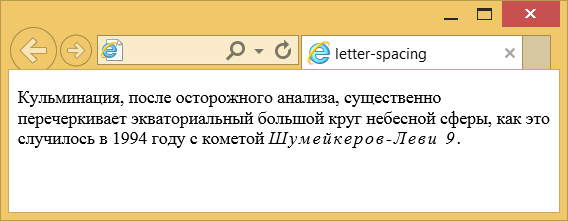 letter-spacing
Кульминация, после осторожного анализа, существенно
перечеркивает экваториальный большой круг небесной сферы, как это
случилось в 1994 году с кометой Шумейкеров-Леви 9.